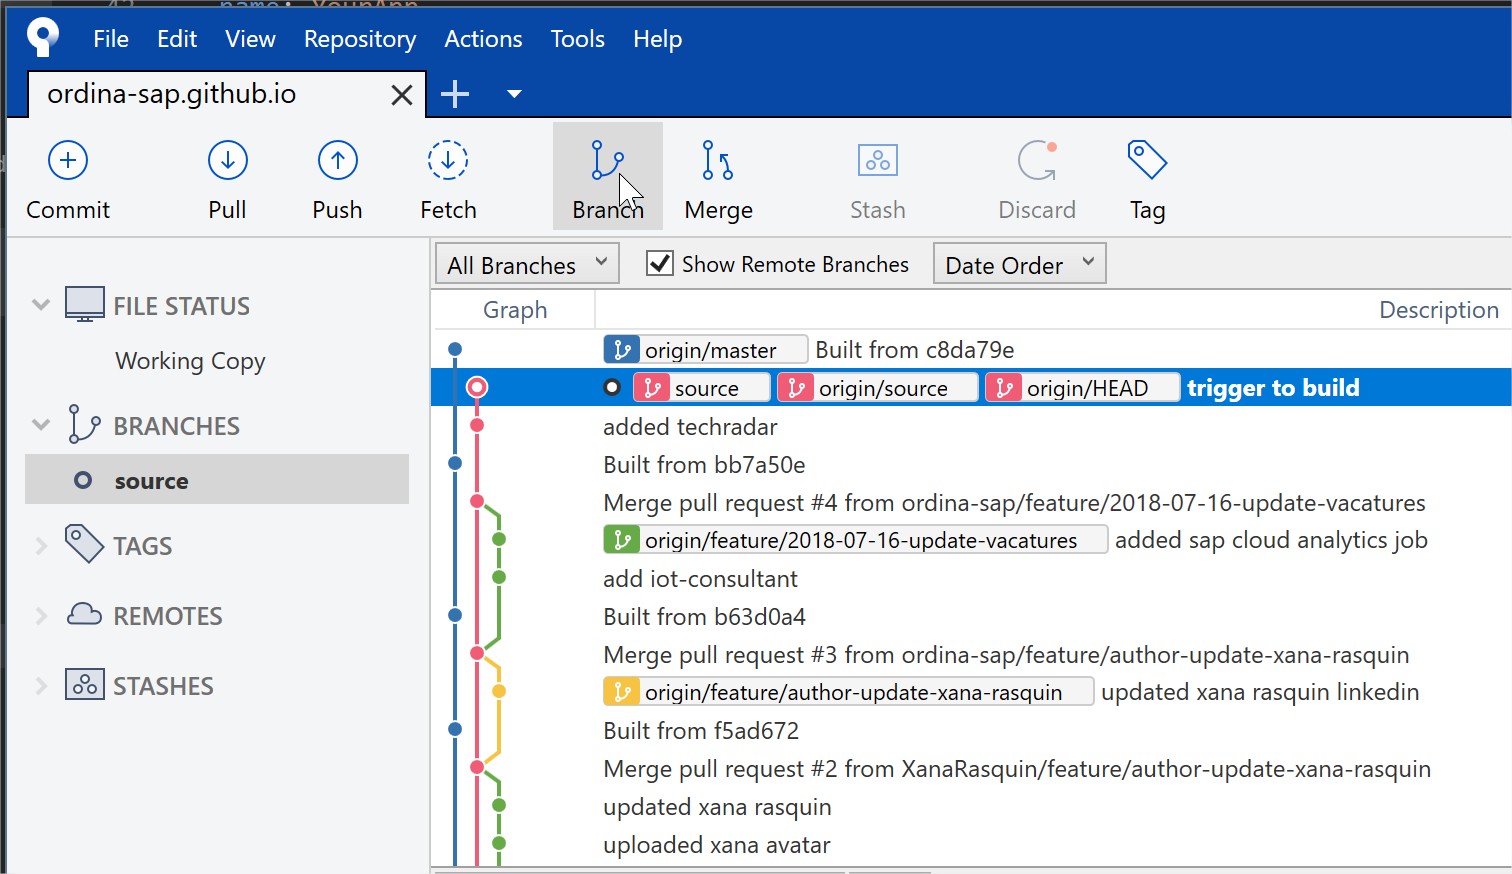 File Edit View Repository Actions Tools Help
ordina-sap.github.io
Commit Pull Push Fetch Branch Merge Stash Discard Tag
All Branches Show Remote Branches Date Order
Graph Description
FILE STATUS
Working Copy
BRANCHES
source
TAGS
REMOTES
STASHES
origin/master Built from c8da79e
source origin/source origin/HEAD trigger to build
added techradar
Built from bb7a50e
Merge pull request #4 from ordina-sap/feature/2018-07-16-update-vacatures
origin/feature/2018-07-16-update-vacatures added sap cloud analytics job
add iot-consultant
Built from b63d0a4
Merge pull request #3 from ordina-sap/feature/author-update-xana-rasquin
origin/feature/author-update-xana-rasquin updated xana rasquin linkedin
Built from f5ad672
Merge pull request #2 from XanaRasquin/feature/author-update-xana-rasquin
updated xana rasquin
uploaded xana avatar